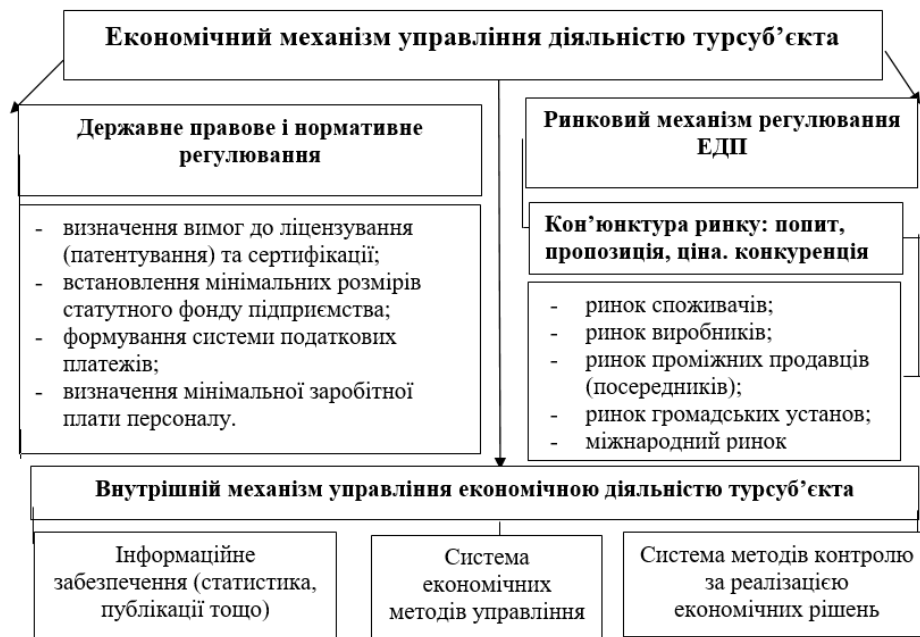 Економічний механізм управління діяльністю турсуб’єкта
Державне правове і нормативне
регулювання
- визначення вимог до ліцензування
(патентування) та сертифікації;
- встановлення мінімальних розмірів
статутного фонду підприємства;
- формування системи податкових
платежів;
- визначення мінімальної заробітної
плати персоналу.
Ринковий механізм регулювання
ЕДП
Кон’юнктура ринку: попит,
пропозиція, ціна. конкуренція
- ринок споживачів;
- ринок виробників;
- ринок проміжних продавців
(посередників);
- ринок громадських установ;
- міжнародний ринок
Внутрішній механізм управління економічною діяльністю турсуб’єкта
Інформаційне
забезпечення (статистика,
публікації тощо)
Система
економічних
методів управління
Система методів контролю
за реалізацією
економічних рішень